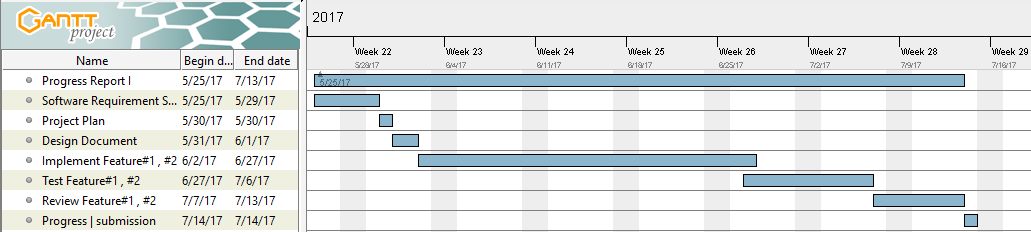 GANTT project
2017
Week 22 Week 23 Week 24 Week 25 Week 26 Week 27 Week 28 Week 29
Name Begin d... End date
5/28/17 6/4/17 6/11/17 6/18/17 6/25/17 7/2/17 7/9/17 7/16/17
Progress Report I 5/25/17 7/13/17 5/25/17
Software Requirement S... 5/25/17 5/29/17
Project Plan 5/30/17 5/30/17
Design Document 5/31/17 6/1/17
Implement Feature#1 , #2 6/2/17 6/27/17
Test Feature#1 , #2 6/27/17 7/6/17
Review Feature#1 , #2 7/7/17 7/13/17
Progress | submission 7/14/17 7/14/17